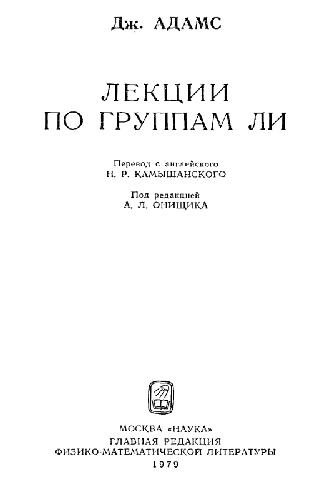 Дж. АДАМС
ЛЕКЦИИ
ПО ГРУППАМ ЛИ
Перевод с английского
Н. Р. КАМЫШАНСКОГО
Под редакцией
А. Л. ОНИЩИКА
МОСКВА «НАУКА»
ГЛАВНАЯ РЕДАКЦИЯ
ФИЗИКО-МАТЕМАТИЧЕСКОЙ ЛИТЕРАТУРЫ
1979